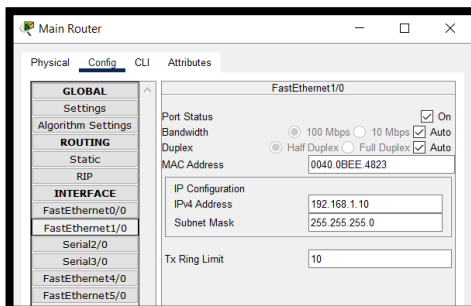 Main Router
Physical Config CLI Attributes
GLOBAL
Settings
Algorithm Settings
ROUTING
Static
RIP
INTERFACE
FastEthernet0/0
FastEthernet1/0
Serial2/0
Serial3/0
FastEthernet4/0
FastEthernet5/0
FastEthernet1/0
Port Status On
Bandwidth 100 Mbps 10 Mbps Auto
Duplex Half Duplex Full Duplex Auto
MAC Address 0040.0BEE.4823
IP Configuration
IPv4 Address 192.168.1.10
Subnet Mask 255.255.255.0
Tx Ring Limit 10